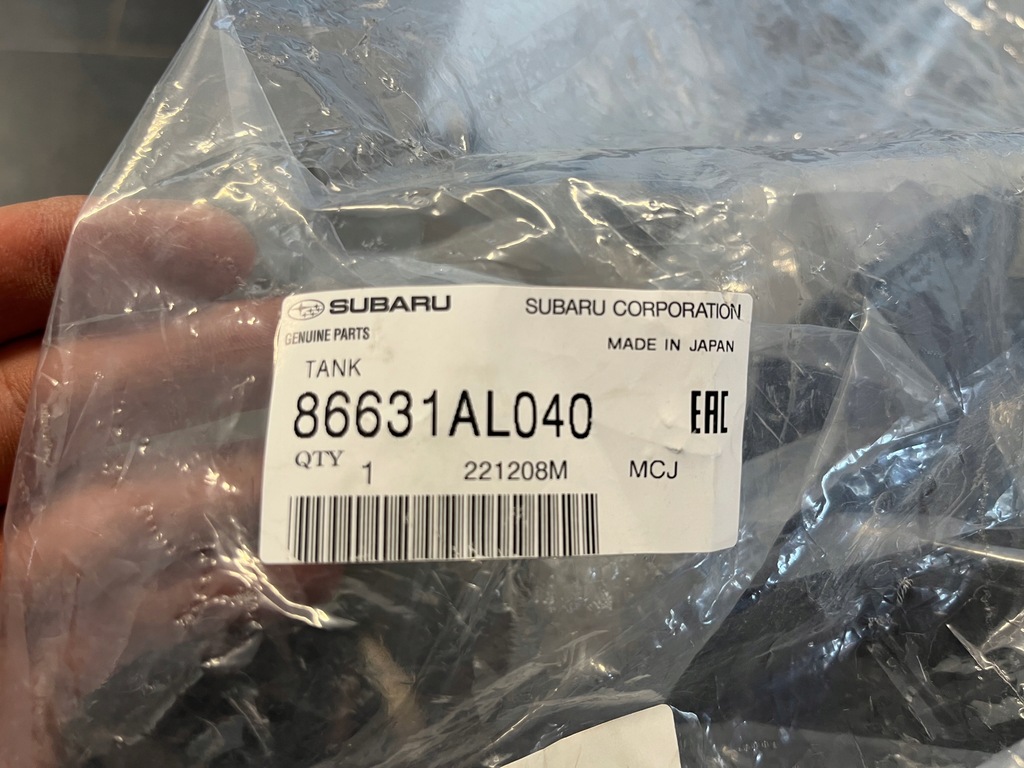 SUBARU SUBARU CORPORATION
GENUINE PARTS MADE IN JAPAN
TANK
86631AL040 EAC
QTY 1 221208M MCJ